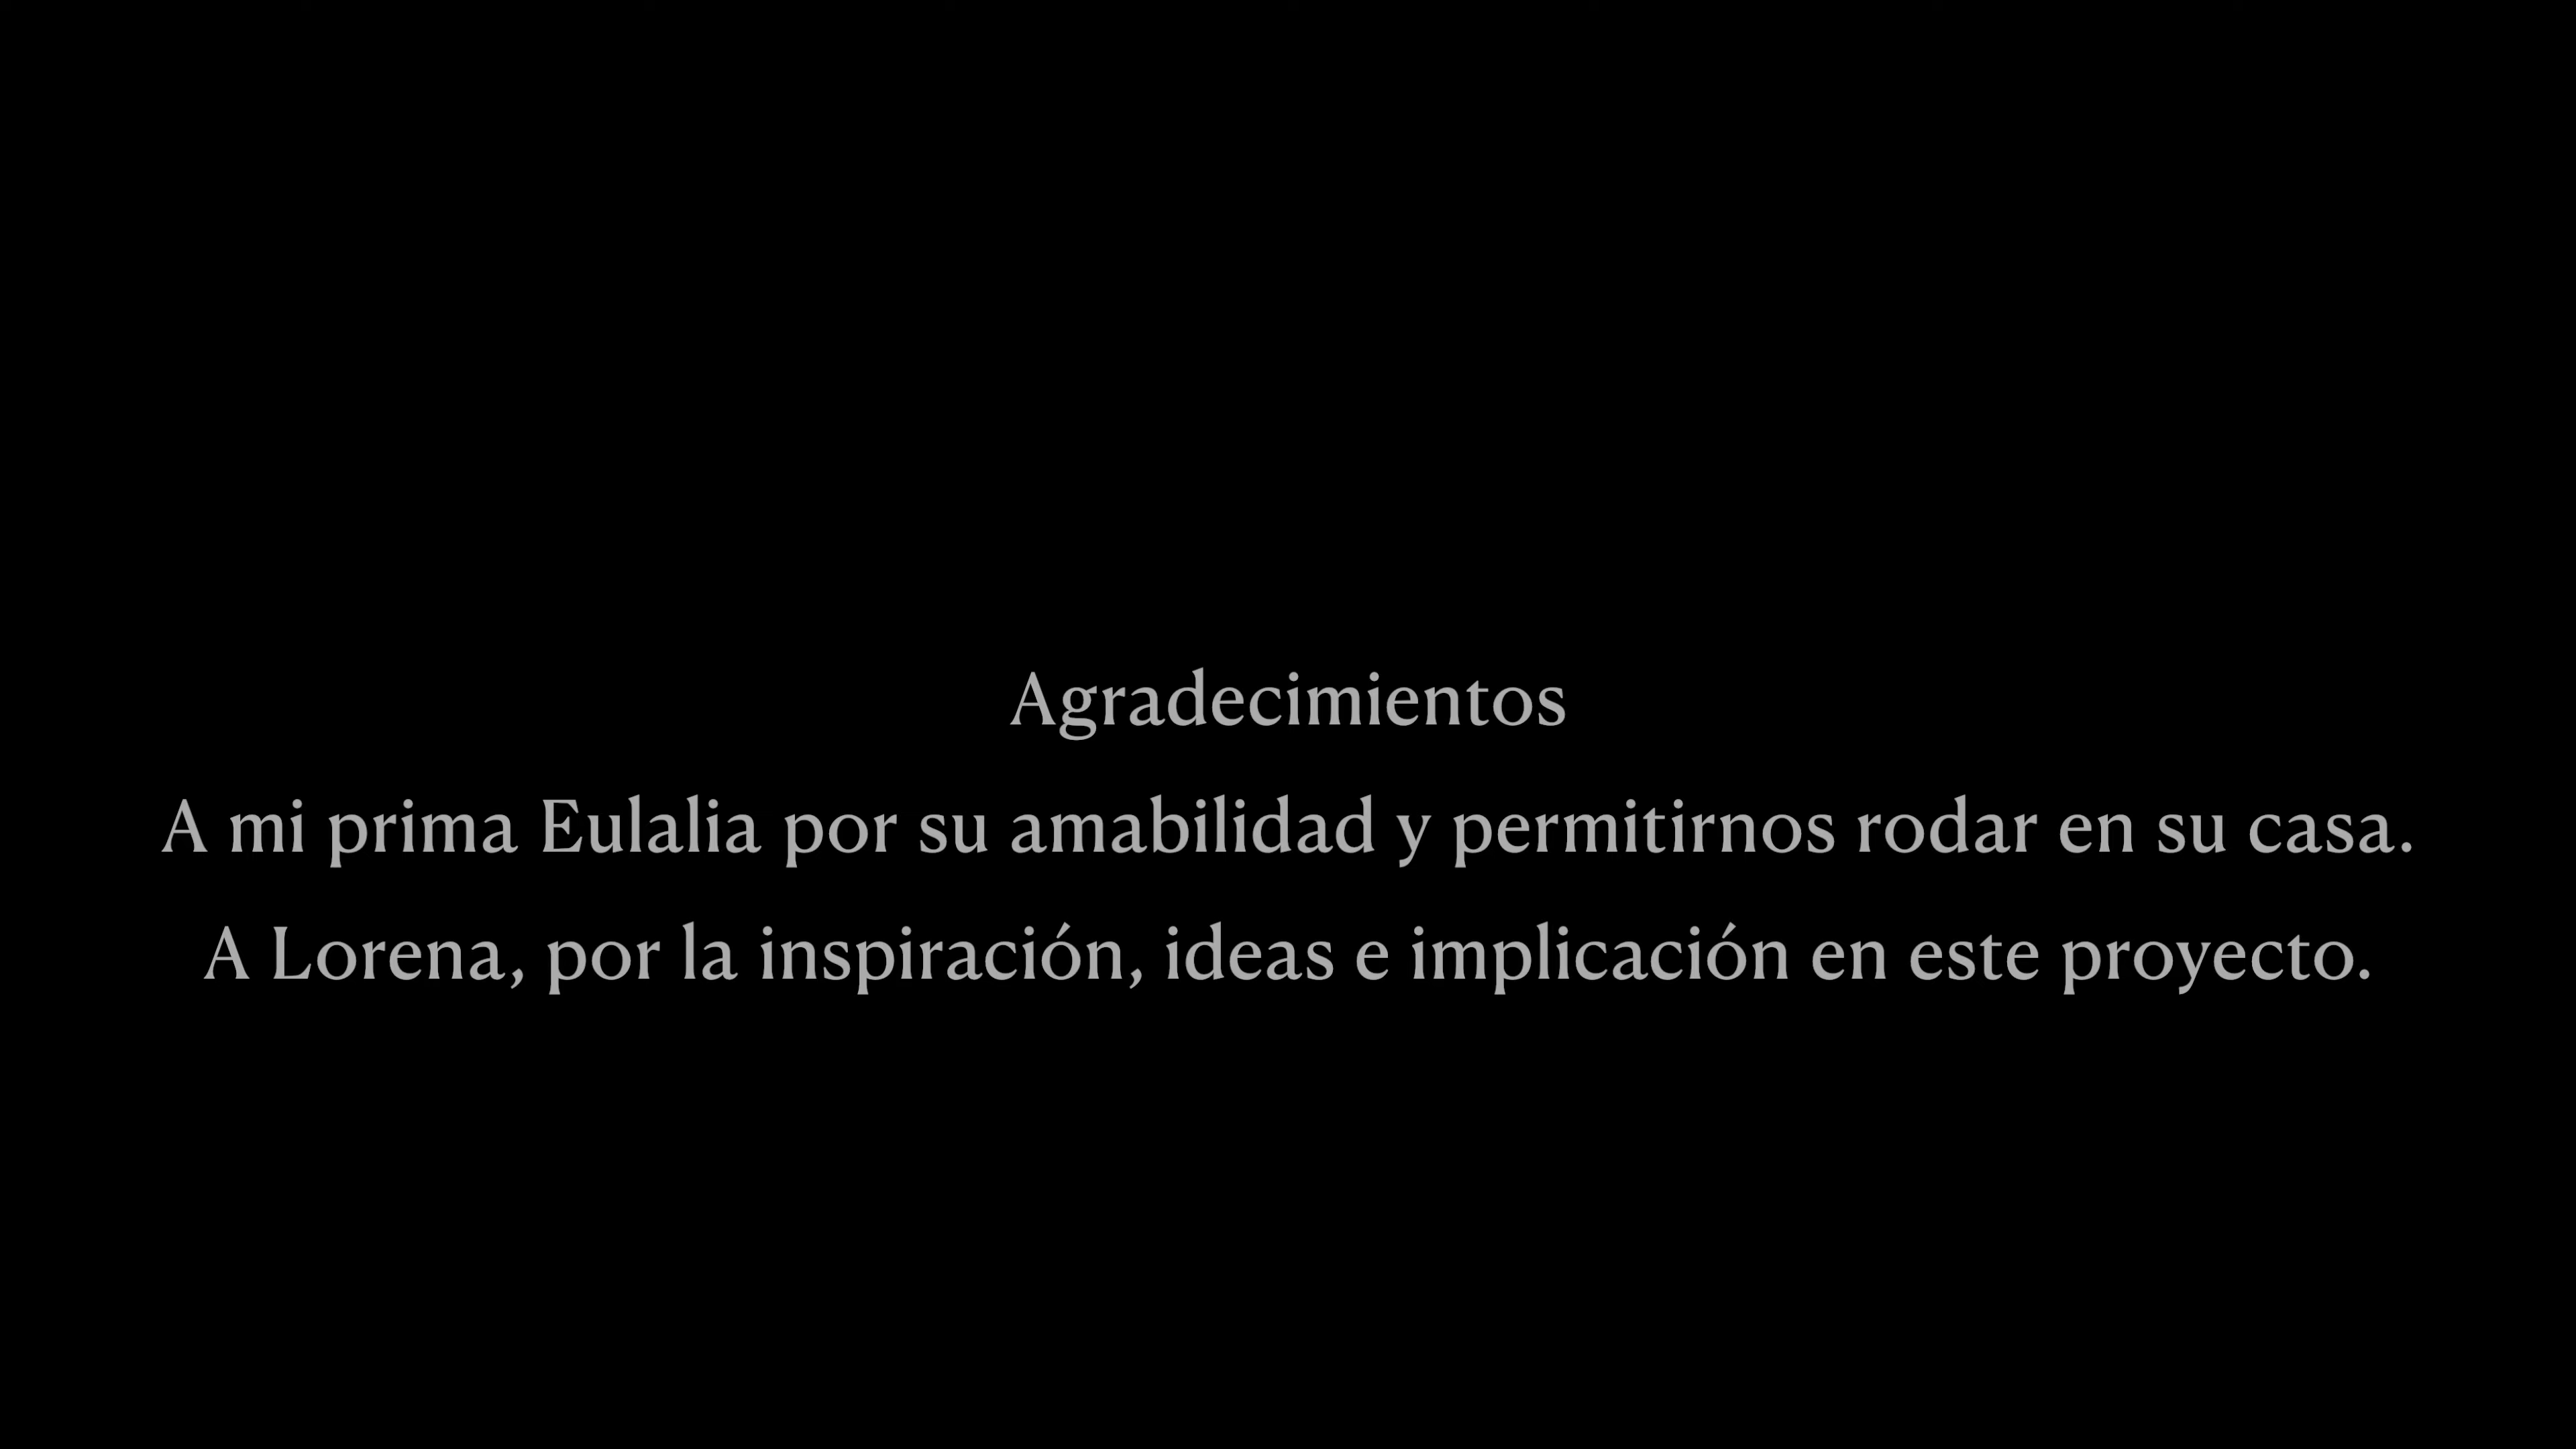 Agradecimientos
A mi prima Eulalia por su amabilidad y permitirnos rodar en su casa.
A Lorena, por la inspiración, ideas e implicación en este proyecto.